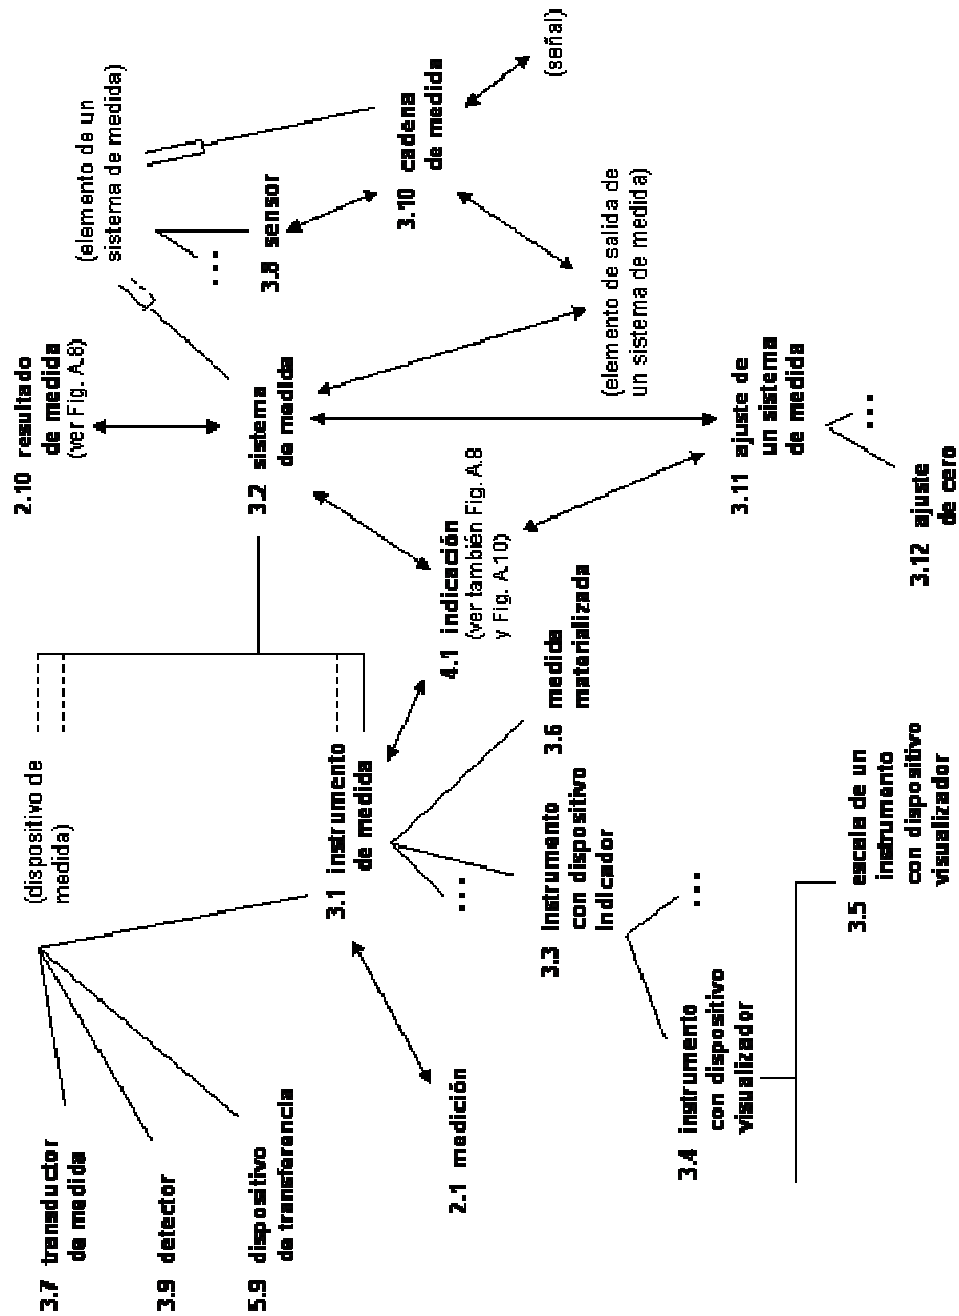 2.10 resultado
de medida
(ver Fig. A.8)
(elemento de un
sistema de medida)
3.2 sistema
de medida
...
3.8 sensor
3.10 cadena
de medida
(señal)
(elemento de salida de
un sistema de medida)
(dispositivo de
medida)
3.1 instrumento
de medida
4.1 indicación
(ver también Fig. A.8
y Fig. A.10)
3.11 ajuste de
un sistema
de medida
...
3.12 ajuste
de cero
3.7 transductor
de medida
3.9 detector
5.9 dispositivo
de transferencia
2.1 medición
...
3.3 instrumento
con dispositivo
indicador
3.6 medida
materializada
3.4 instrumento
con dispositivo
visualizador
...
3.5 escala de un
instrumento
con dispositivo
visualizador